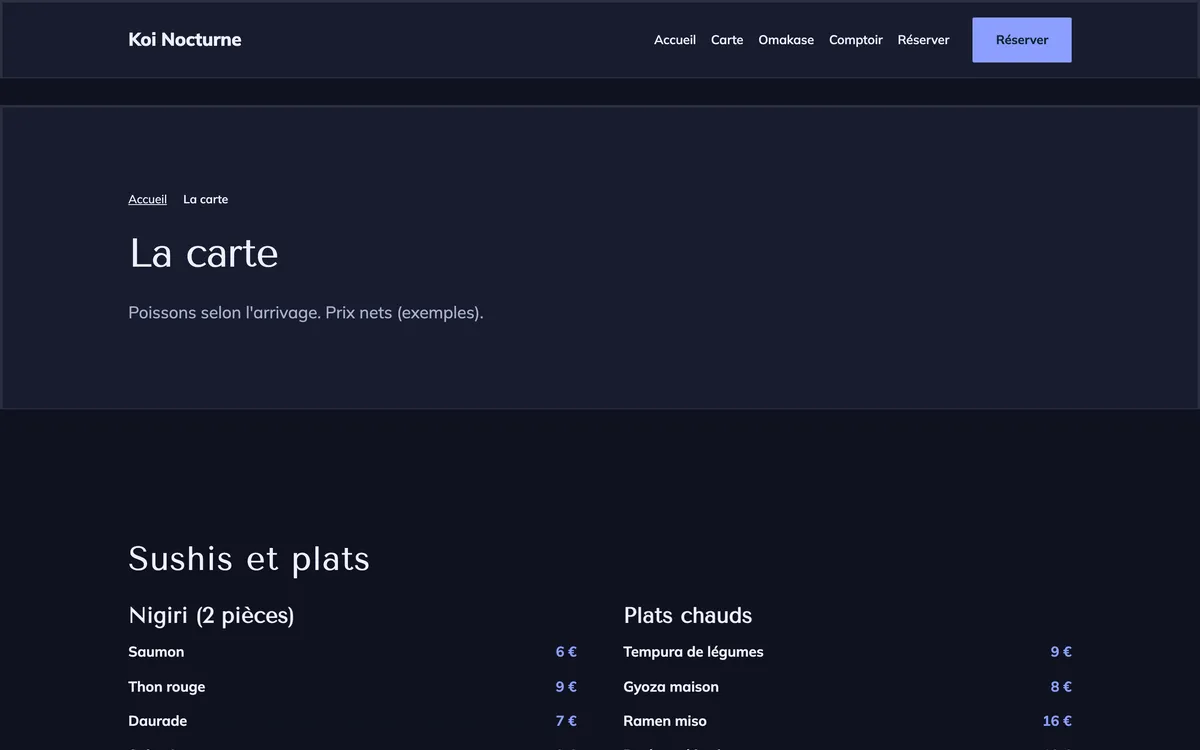 Koi Nocturne
Accueil Carte Omakase Comptoir Réserver Réserver
Accueil La carte
La carte
Poissons selon l'arrivage. Prix nets (exemples).
Sushis et plats
Nigiri (2 pièces)
Saumon 6 €
Thon rouge 9 €
Daurade 7 €
Plats chauds
Tempura de légumes 9 €
Gyoza maison 8 €
Ramen miso 16 €